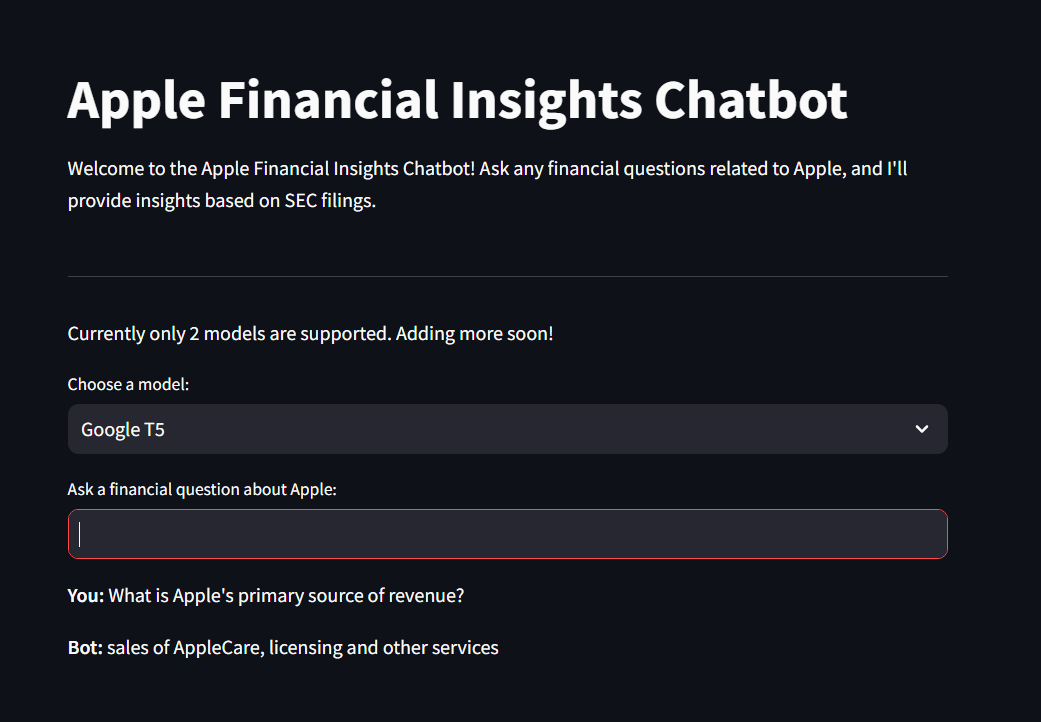 Apple Financial Insights Chatbot
Welcome to the Apple Financial Insights Chatbot! Ask any financial questions related to Apple, and I'll
provide insights based on SEC filings.
Currently only 2 models are supported. Adding more soon!
Choose a model:
Google T5
Ask a financial question about Apple:
You: What is Apple's primary source of revenue?
Bot: sales of AppleCare, licensing and other services